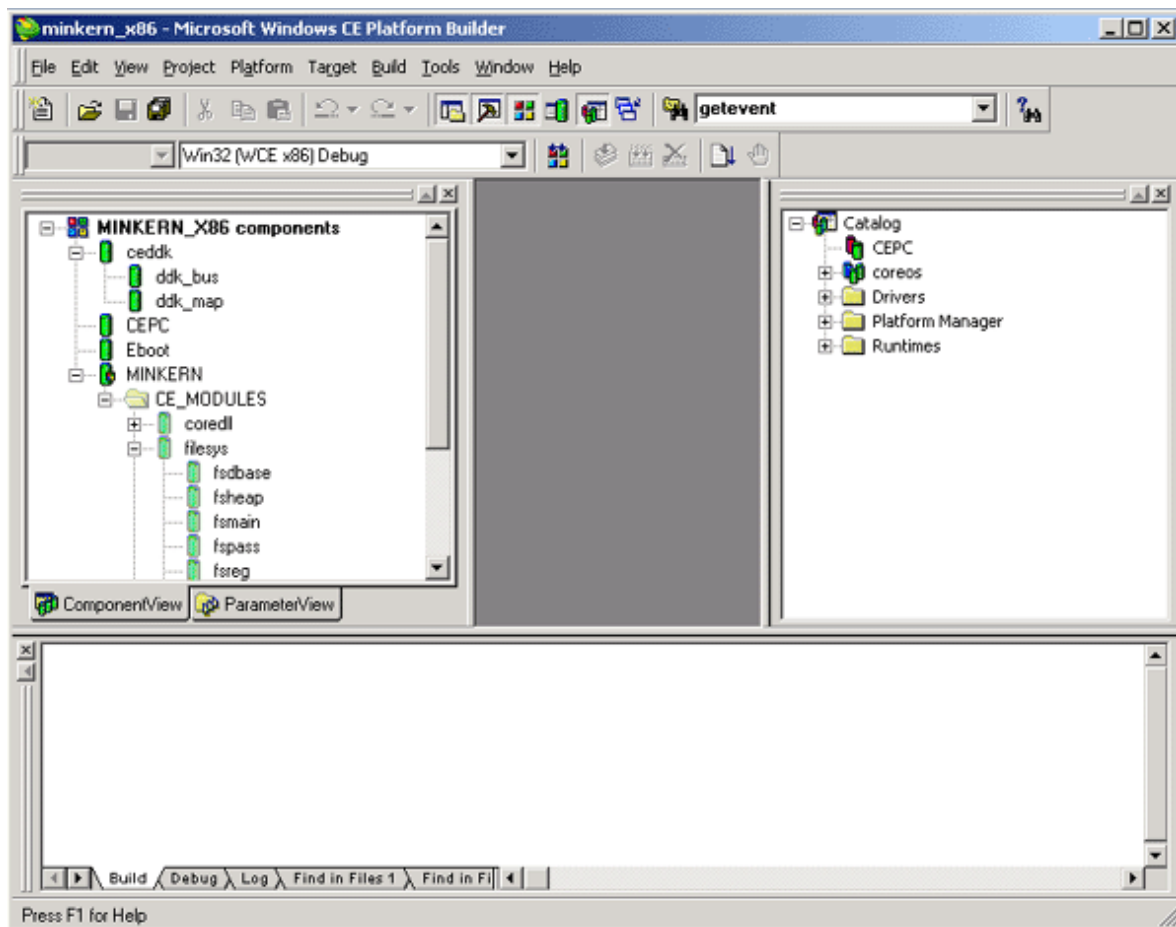 minkern_x86 - Microsoft Windows CE Platform Builder
File Edit View Project Platform Target Build Tools Window Help
getevent
Win32 (WCE x86) Debug
MINKERN_X86 components
ceddk
ddk_bus
ddk_map
CEPC
Eboot
MINKERN
CE_MODULES
coredll
filesys
fsdbase
fsheap
fsmain
fspass
fsreg
ComponentView ParameterView
Catalog
CEPC
coreos
Drivers
Platform Manager
Runtimes
Build Debug Log Find in Files 1 Find in Fi
Press F1 for Help